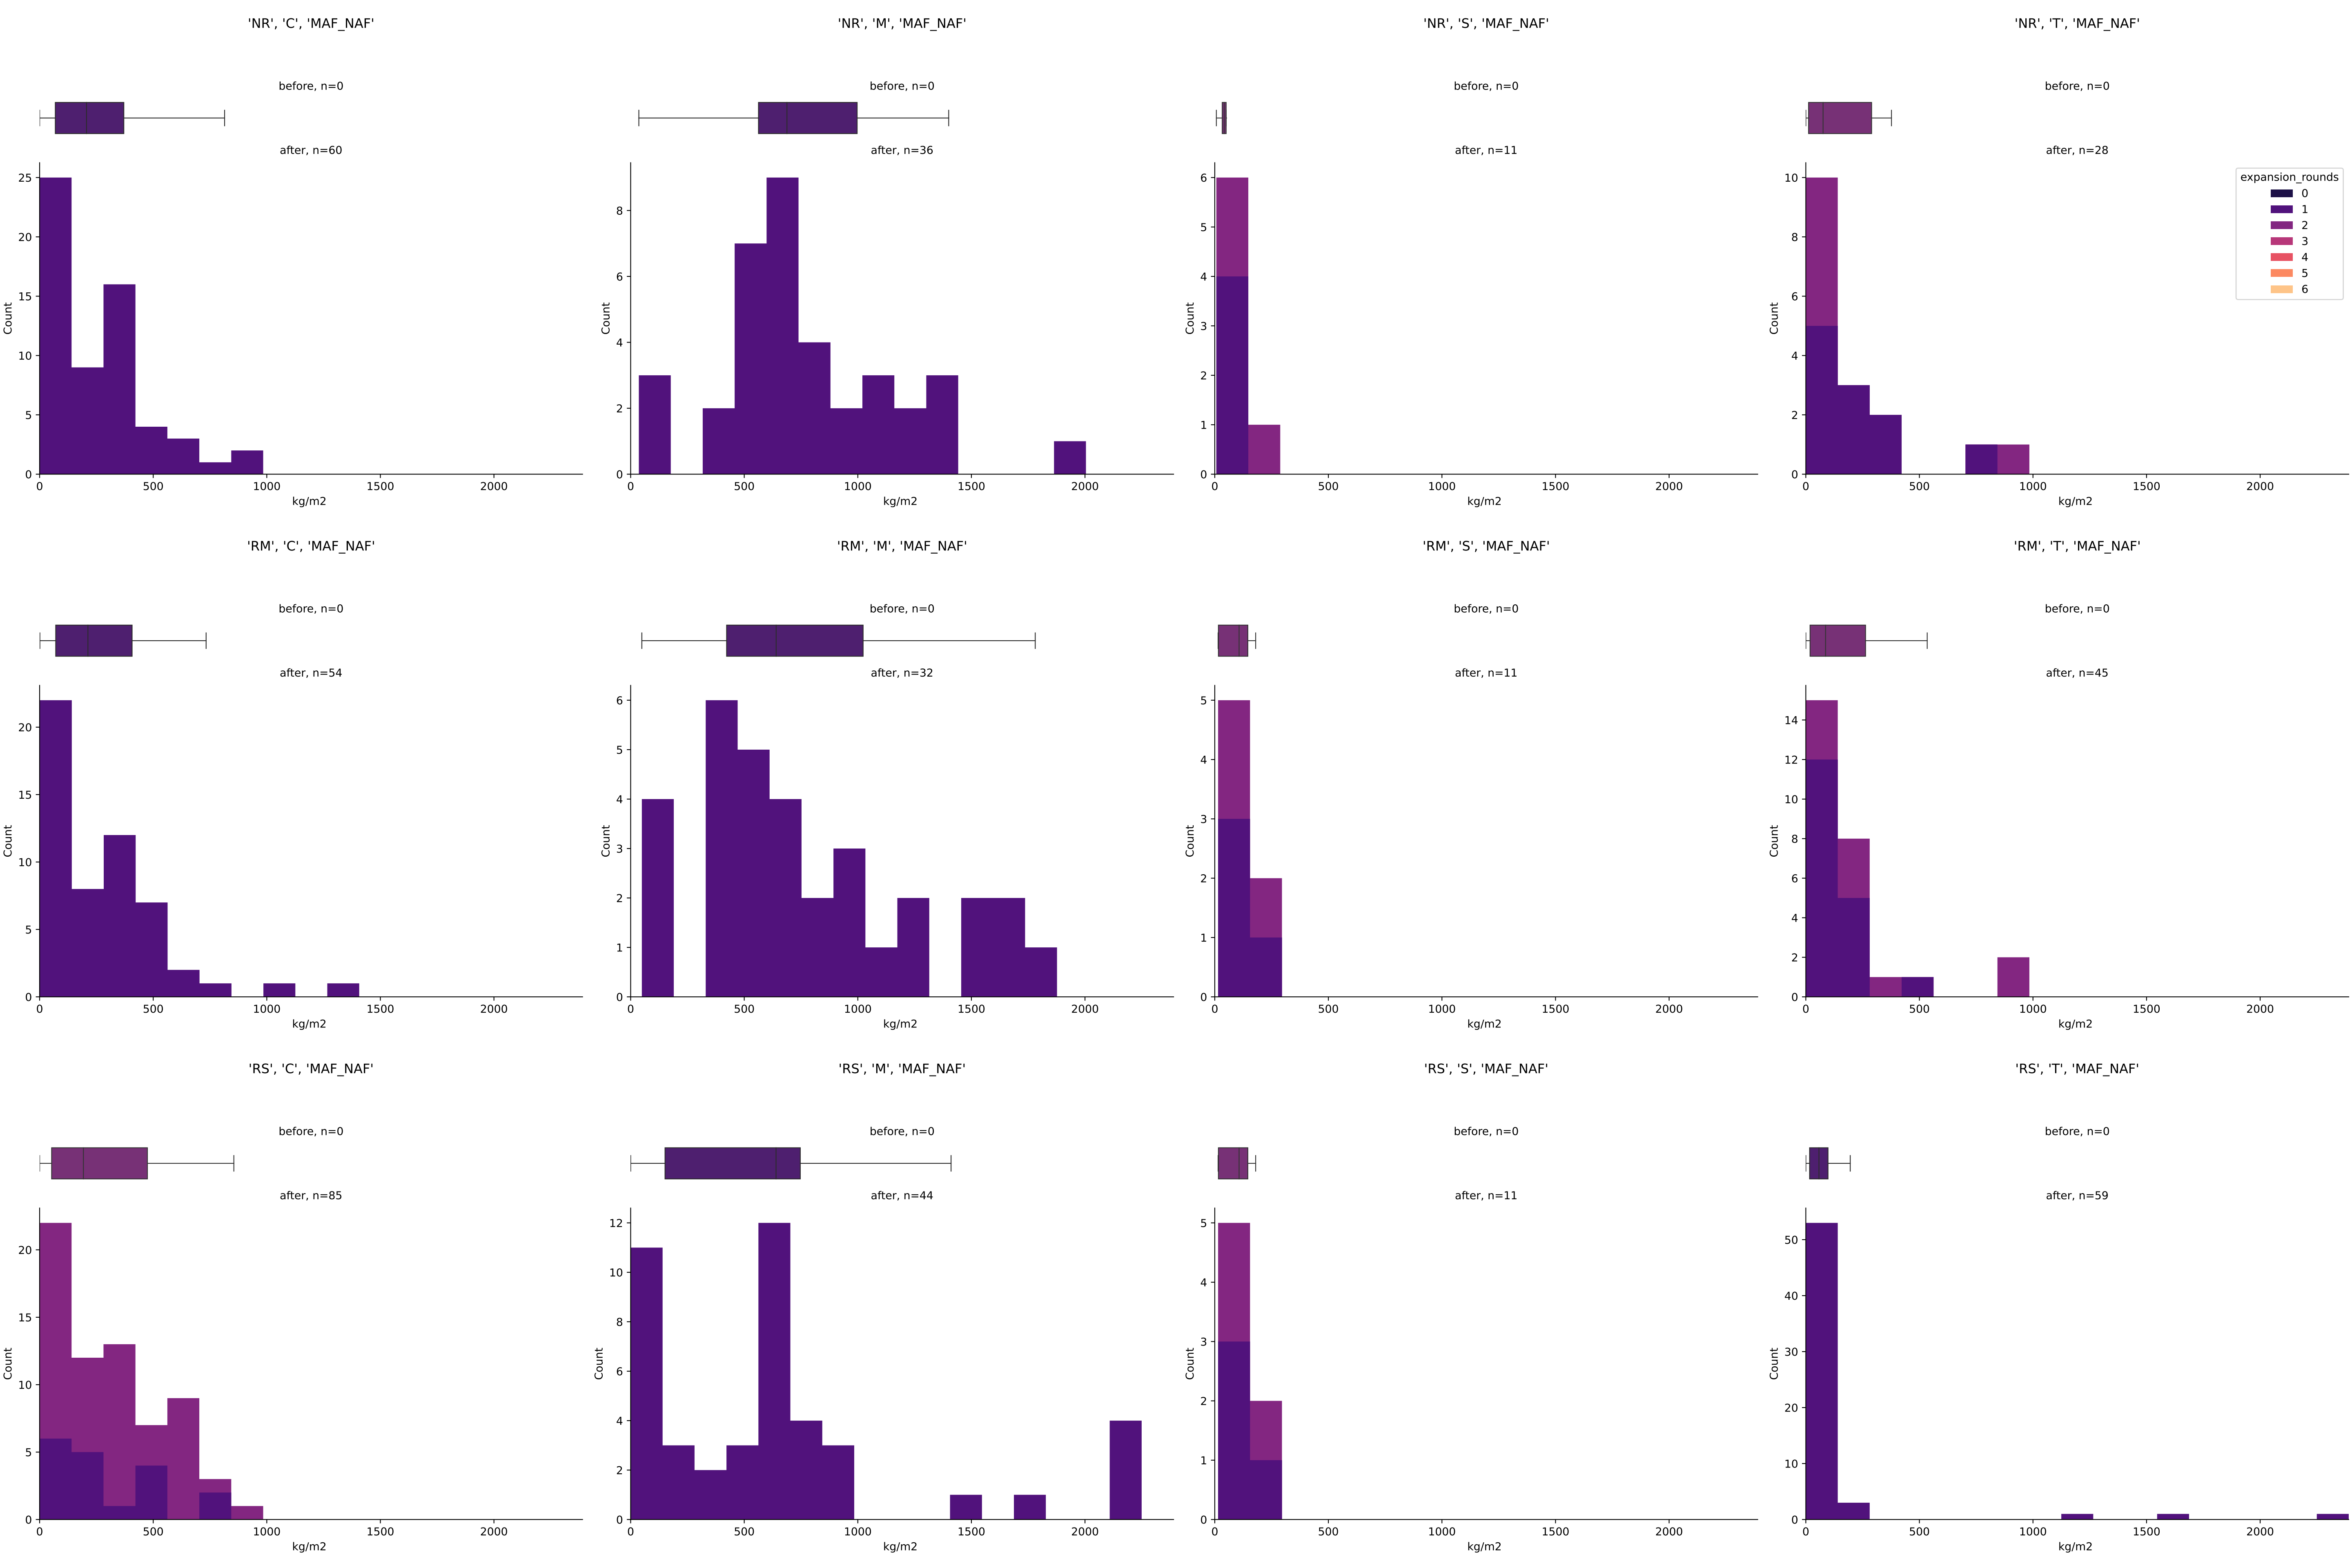 'NR', 'C', 'MAF_NAF'
before, n=0
after, n=60
Count
25
20
15
10
5
0
0 500 1000 1500 2000
kg/m2
'NR', 'M', 'MAF_NAF'
before, n=0
after, n=36
Count
8
6
4
2
0
0 500 1000 1500 2000
kg/m2
'NR', 'S', 'MAF_NAF'
before, n=0
after, n=11
Count
6
5
4
3
2
1
0
0 500 1000 1500 2000
kg/m2
'NR', 'T', 'MAF_NAF'
before, n=0
after, n=28
Count
10
8
6
4
2
0
0 500 1000 1500 2000
kg/m2
expansion_rounds
0
1
2
3
4
5
6
'RM', 'C', 'MAF_NAF'
before, n=0
after, n=54
Count
20
15
10
5
0
0 500 1000 1500 2000
kg/m2
'RM', 'M', 'MAF_NAF'
before, n=0
after, n=32
Count
6
5
4
3
2
1
0
0 500 1000 1500 2000
kg/m2
'RM', 'S', 'MAF_NAF'
before, n=0
after, n=11
Count
5
4
3
2
1
0
0 500 1000 1500 2000
kg/m2
'RM', 'T', 'MAF_NAF'
before, n=0
after, n=45
Count
14
12
10
8
6
4
2
0
0 500 1000 1500 2000
kg/m2
'RS', 'C', 'MAF_NAF'
before, n=0
after, n=85
Count
20
15
10
5
0
0 500 1000 1500 2000
kg/m2
'RS', 'M', 'MAF_NAF'
before, n=0
after, n=44
Count
12
10
8
6
4
2
0
0 500 1000 1500 2000
kg/m2
'RS', 'S', 'MAF_NAF'
before, n=0
after, n=11
Count
5
4
3
2
1
0
0 500 1000 1500 2000
kg/m2
'RS', 'T', 'MAF_NAF'
before, n=0
after, n=59
Count
50
40
30
20
10
0
0 500 1000 1500 2000
kg/m2